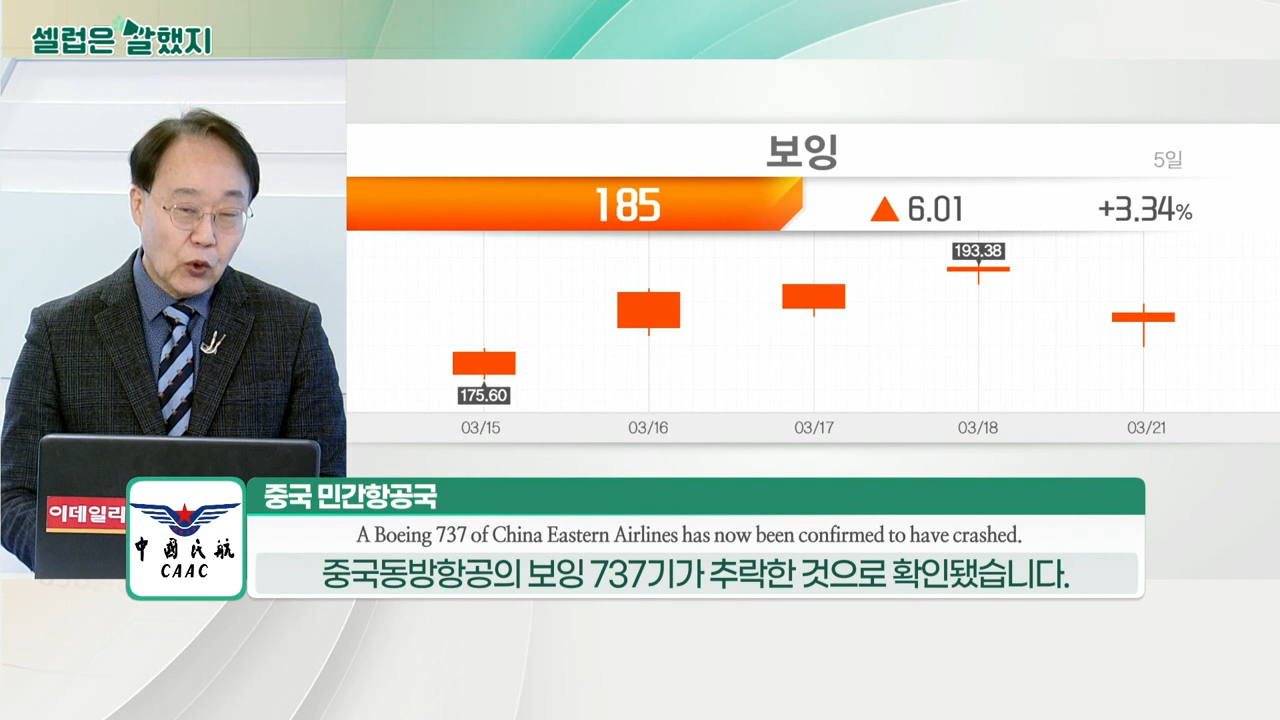 셀럽은 말했지
보잉
5일
185
▲ 6.01
+3.34%
193.38
175.60
03/15
03/16
03/17
03/18
03/21
이데일리
中國民航
CAAC
중국 민간항공국
A Boeing 737 of China Eastern Airlines has now been confirmed to have crashed.
중국동방항공의 보잉 737기가 추락한 것으로 확인됐습니다.